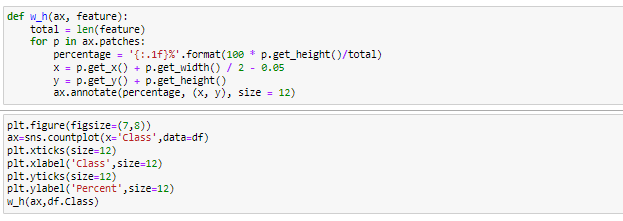 def w_h(ax, feature):
    total = len(feature)
    for p in ax.patches:
        percentage = '{:.1f}%'.format(100 * p.get_height()/total)
        x = p.get_x() + p.get_width() / 2 - 0.05
        y = p.get_y() + p.get_height()
        ax.annotate(percentage, (x, y), size = 12)
plt.figure(figsize=(7,8))
ax=sns.countplot(x='Class',data=df)
plt.xticks(size=12)
plt.xlabel('Class',size=12)
plt.yticks(size=12)
plt.ylabel('Percent',size=12)
w_h(ax,df.Class)